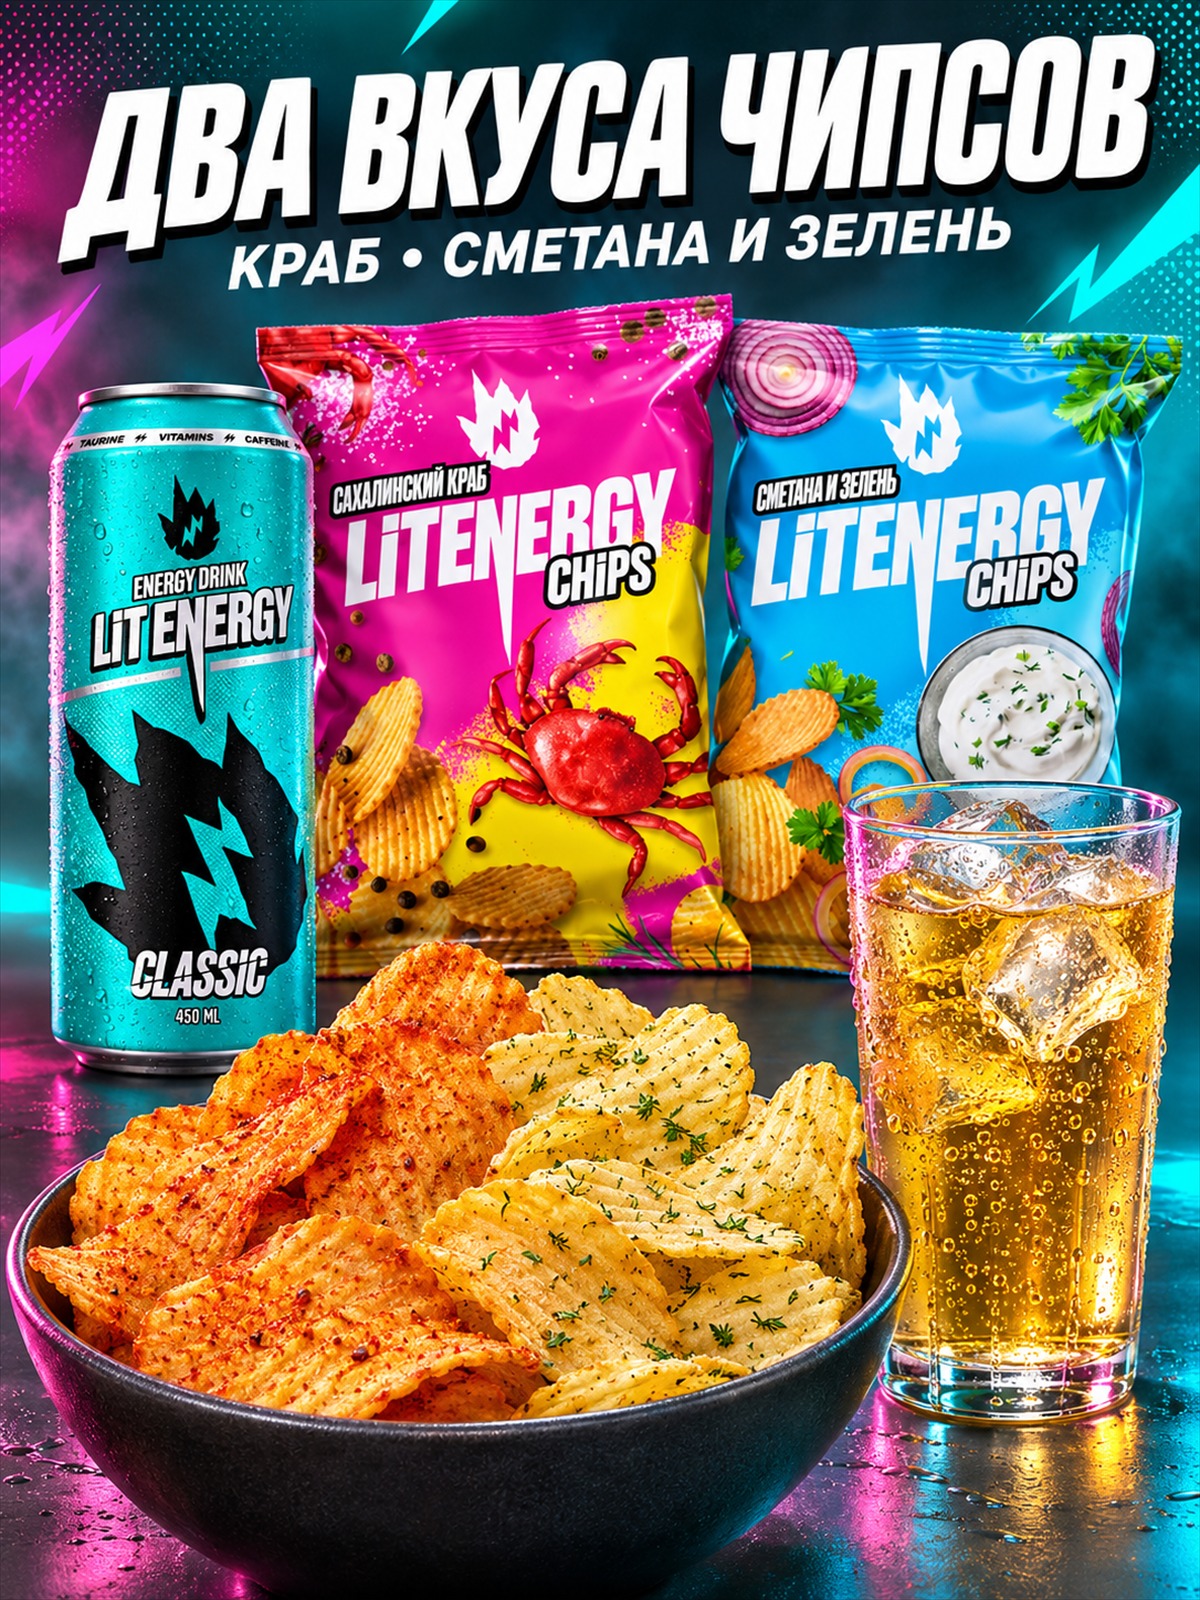 ДВА ВКУСА ЧИПСОВ
КРАБ • СМЕТАНА И ЗЕЛЕНЬ
TAURINE VITAMINS CAFFEINE
ENERGY DRINK
LIT ENERGY
CLASSIC
450 ML
САХАЛИНСКИЙ КРАБ
LITENERGY
CHIPS
СМЕТАНА И ЗЕЛЕНЬ
LITENERGY
CHIPS